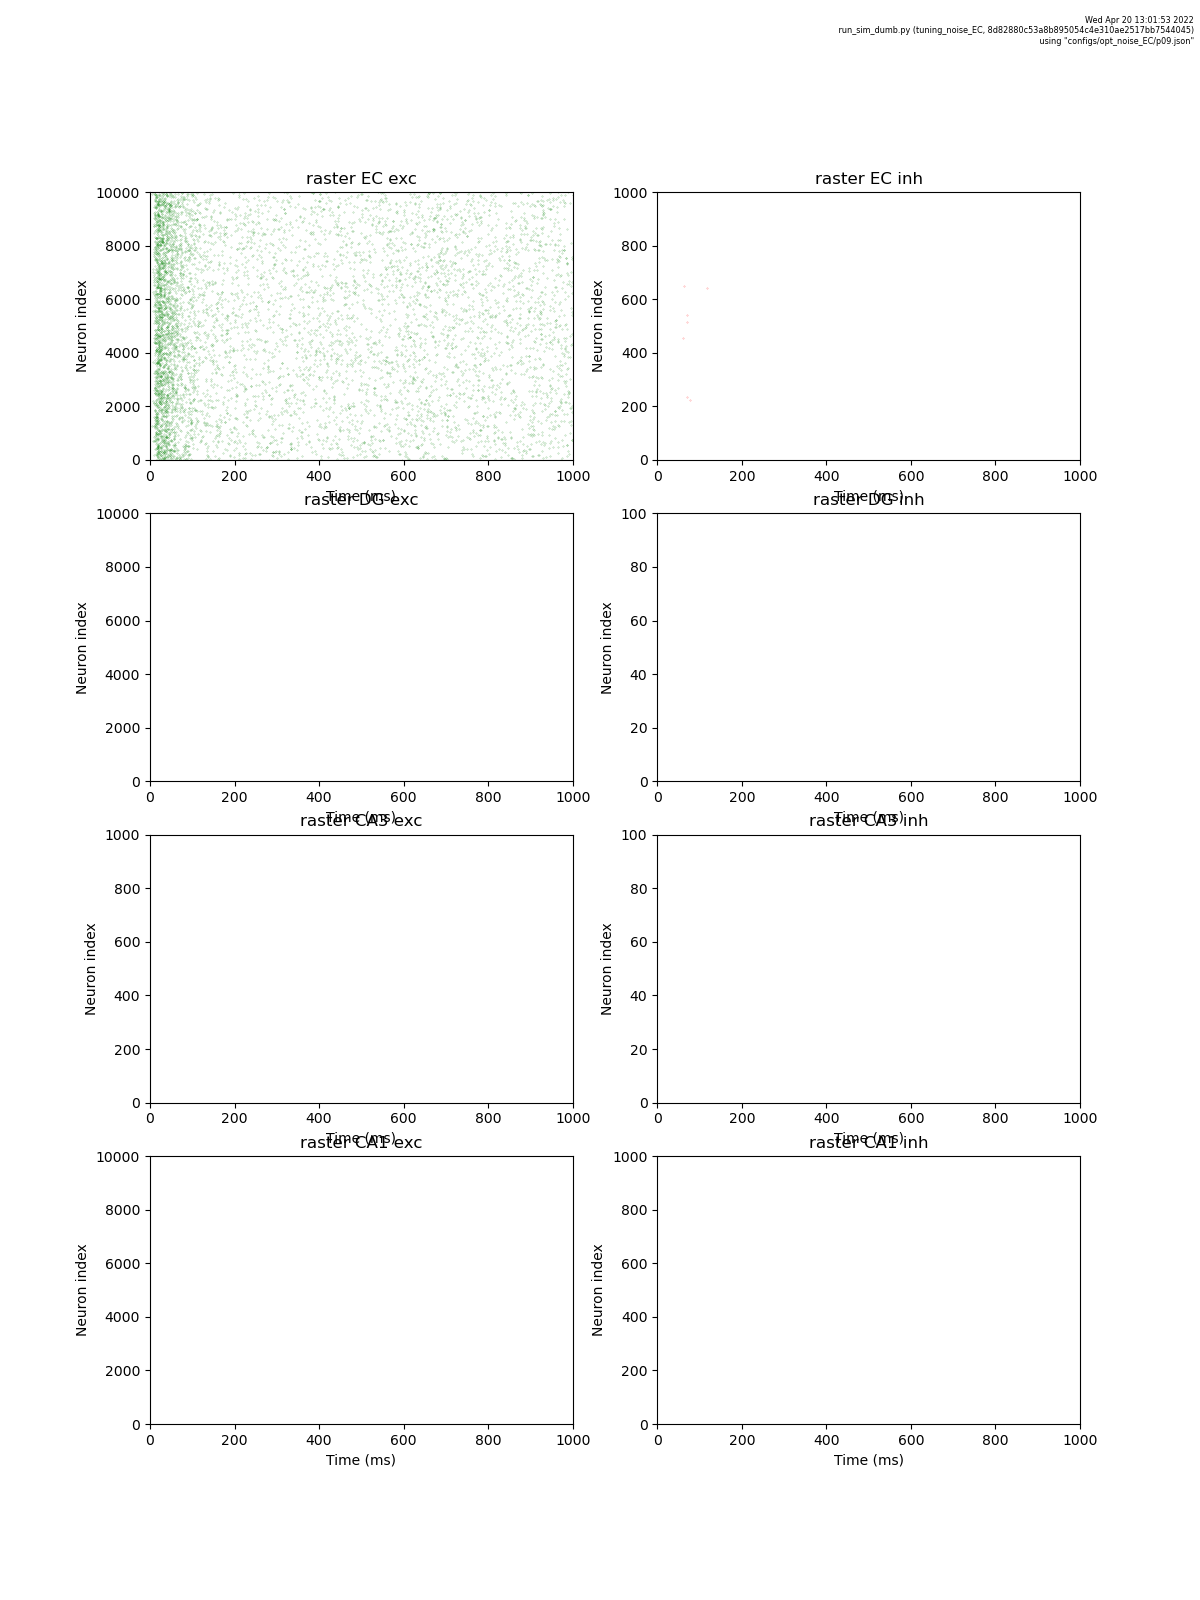 Wed Apr 20 13:01:53 2022
run_sim_dumb.py (tuning_noise_EC, 8d82880c53a8b895054c4e310ae2517bb7544045)
using "configs/opt_noise_EC/p09.json"
raster EC exc
10000
8000
6000
4000
2000
0
Neuron index
0 200 400 600 800 1000
Time (ms)
raster EC inh
1000
800
600
400
200
0
Neuron index
0 200 400 600 800 1000
Time (ms)
raster DG exc
10000
8000
6000
4000
2000
0
Neuron index
0 200 400 600 800 1000
Time (ms)
raster DG inh
100
80
60
40
20
0
Neuron index
0 200 400 600 800 1000
Time (ms)
raster CA3 exc
1000
800
600
400
200
0
Neuron index
0 200 400 600 800 1000
Time (ms)
raster CA3 inh
100
80
60
40
20
0
Neuron index
0 200 400 600 800 1000
Time (ms)
raster CA1 exc
10000
8000
6000
4000
2000
0
Neuron index
0 200 400 600 800 1000
Time (ms)
raster CA1 inh
1000
800
600
400
200
0
Neuron index
0 200 400 600 800 1000
Time (ms)